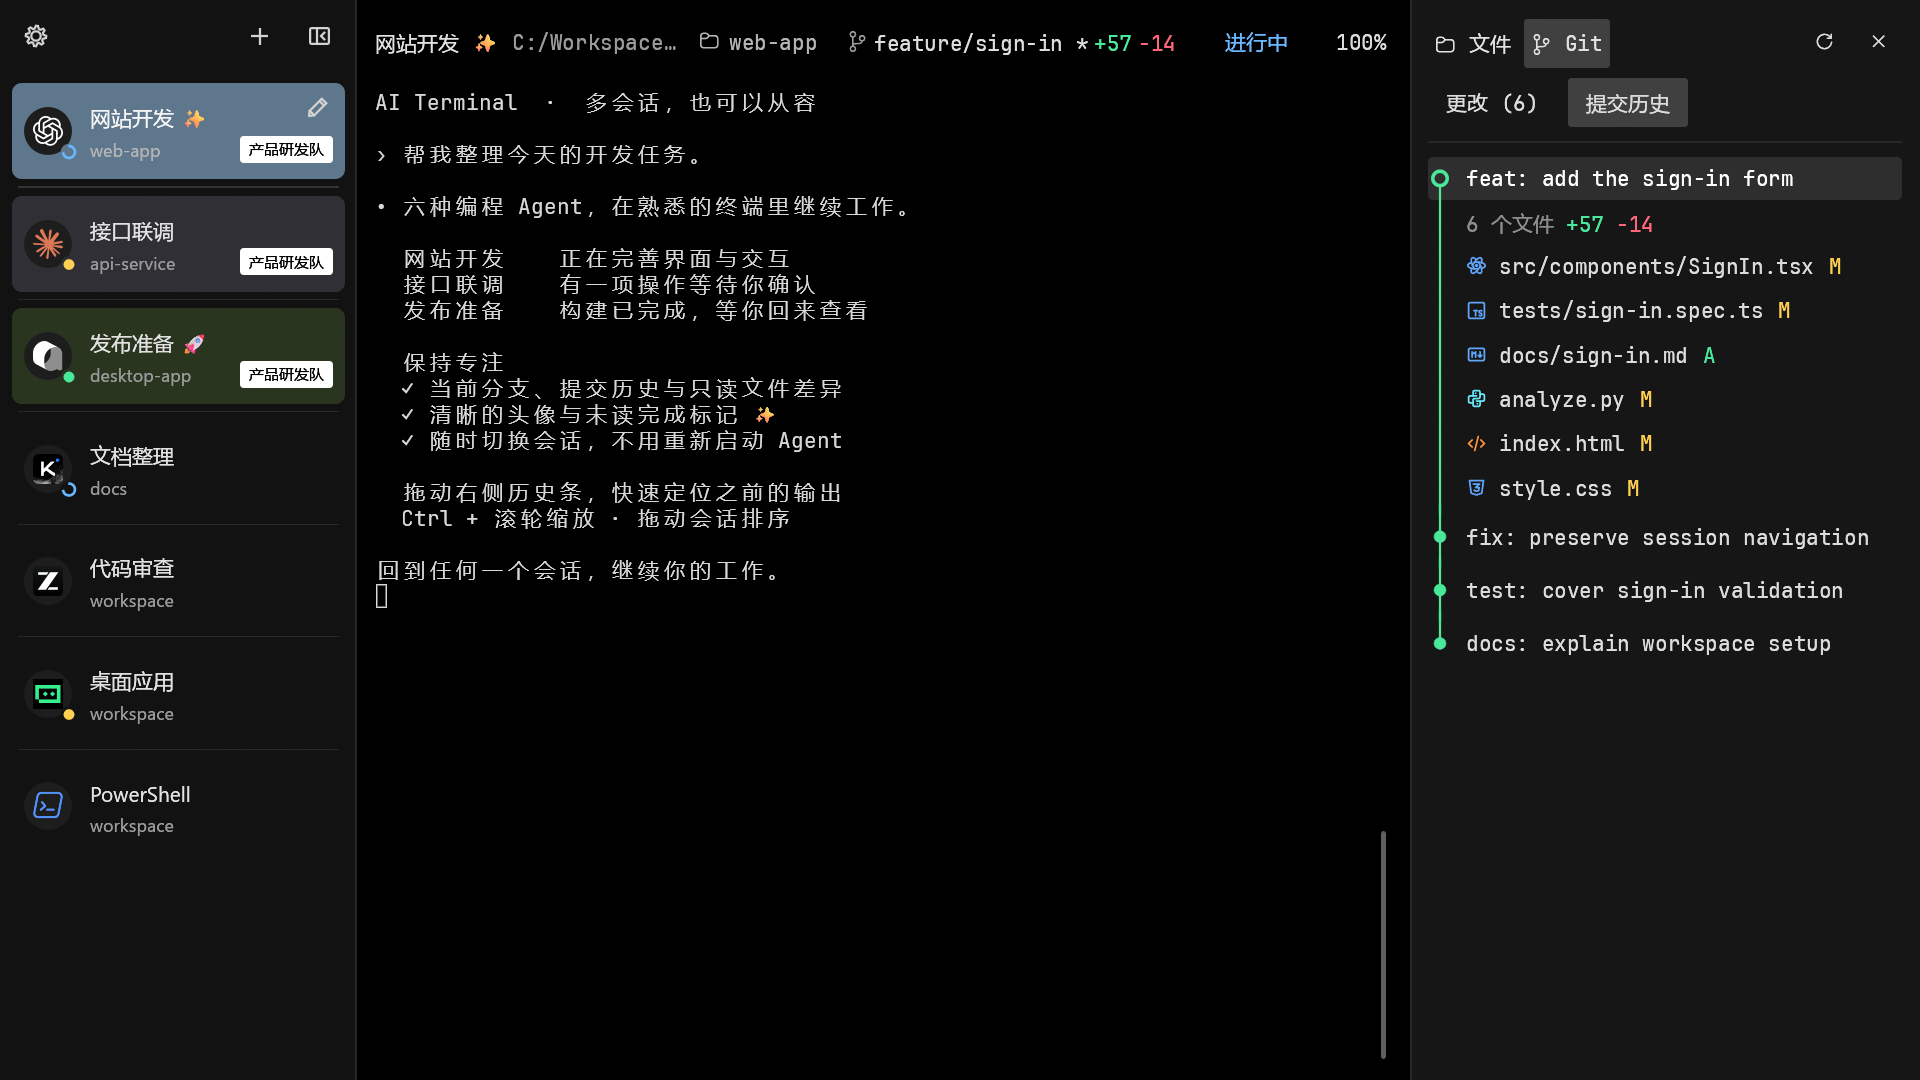 网站开发 ✨
web-app
产品研发队
接口联调
api-service
产品研发队
发布准备 🚀
desktop-app
产品研发队
文档整理
docs
代码审查
workspace
桌面应用
workspace
PowerShell
workspace
网站开发 ✨ C:/Workspace… web-app feature/sign-in * +57 -14 进行中 100%
AI Terminal · 多会话，也可以从容
› 帮我整理今天的开发任务。
• 六种编程 Agent，在熟悉的终端里继续工作。
网站开发 正在完善界面与交互
接口联调 有一项操作等待你确认
发布准备 构建已完成，等你回来查看
保持专注
✓ 当前分支、提交历史与只读文件差异
✓ 清晰的头像与未读完成标记 ✨
✓ 随时切换会话，不用重新启动 Agent
拖动右侧历史条，快速定位之前的输出
Ctrl + 滚轮缩放 · 拖动会话排序
回到任何一个会话，继续你的工作。
文件 Git
更改 (6) 提交历史
feat: add the sign-in form
6 个文件 +57 -14
src/components/SignIn.tsx M
tests/sign-in.spec.ts M
docs/sign-in.md A
analyze.py M
index.html M
style.css M
fix: preserve session navigation
test: cover sign-in validation
docs: explain workspace setup